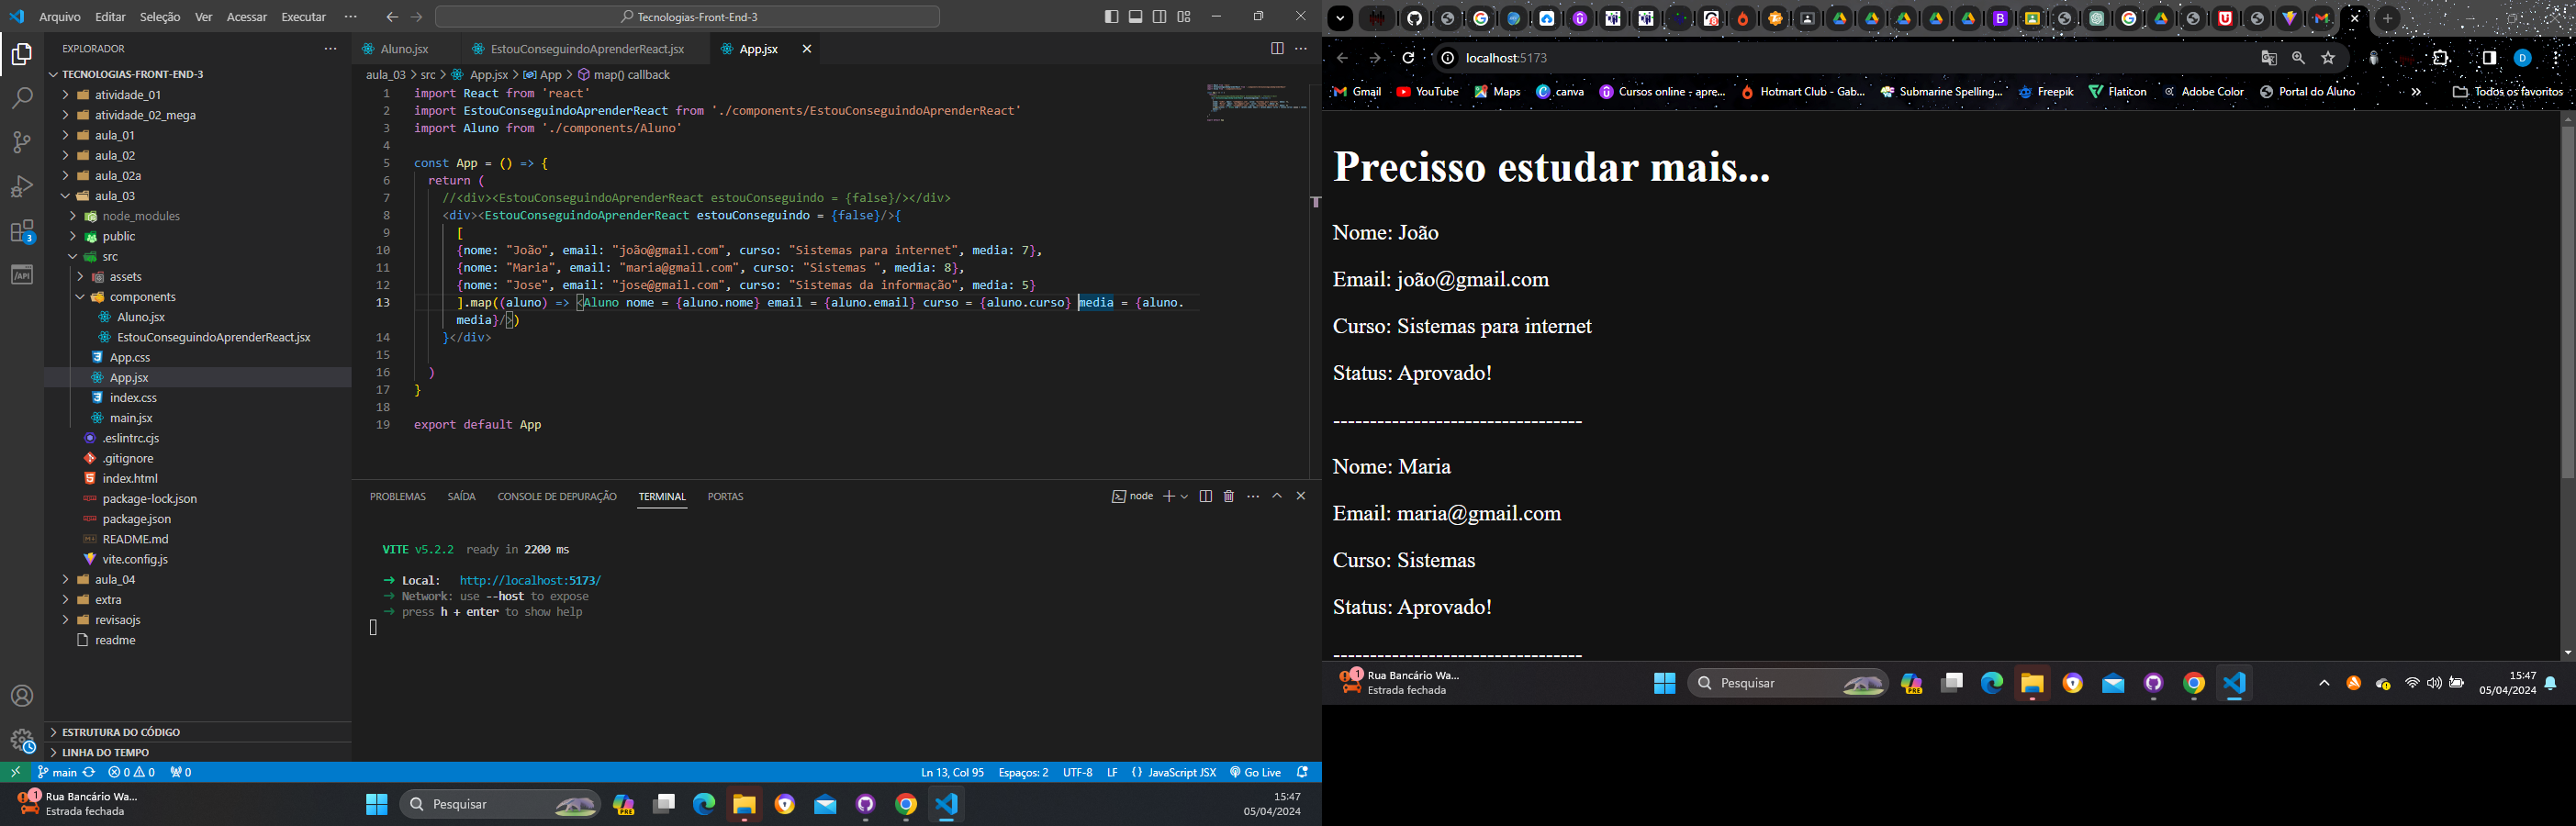 Arquivo Editar Seleção Ver Acessar Executar ··· Tecnologias-Front-End-3
EXPLORADOR
TECNOLOGIAS-FRONT-END-3
atividade_01
atividade_02_mega
aula_01
aula_02
aula_02a
aula_03
node_modules
public
src
assets
components
Aluno.jsx
EstouConseguindoAprenderReact.jsx
App.css
App.jsx
index.css
main.jsx
.eslintrc.cjs
.gitignore
index.html
package-lock.json
package.json
README.md
vite.config.js
aula_04
extra
revisaojs
readme
ESTRUTURA DO CÓDIGO
LINHA DO TEMPO
Aluno.jsx EstouConseguindoAprenderReact.jsx App.jsx
aula_03 > src > App.jsx > App > map() callback
1 import React from 'react'
2 import EstouConseguindoAprenderReact from './components/EstouConseguindoAprenderReact'
3 import Aluno from './components/Aluno'
4
5 const App = () => {
6 return (
7 //<div><EstouConseguindoAprenderReact estouConseguindo = {false}/></div>
8 <div><EstouConseguindoAprenderReact estouConseguindo = {false}/>{
9 [
10 {nome: "João", email: "joão@gmail.com", curso: "Sistemas para internet", media: 7},
11 {nome: "Maria", email: "maria@gmail.com", curso: "Sistemas ", media: 8},
12 {nome: "Jose", email: "jose@gmail.com", curso: "Sistemas da informação", media: 5}
13 ].map((aluno) => <Aluno nome = {aluno.nome} email = {aluno.email} curso = {aluno.curso} media = {aluno.
media}/>)
14 }</div>
15
16 )
17 }
18
19 export default App
PROBLEMAS SAÍDA CONSOLE DE DEPURAÇÃO TERMINAL PORTAS node
VITE v5.2.2 ready in 2200 ms
➜ Local: http://localhost:5173/
➜ Network: use --host to expose
➜ press h + enter to show help
main 0 0 0 Ln 13, Col 95 Espaços: 2 UTF-8 LF {} JavaScript JSX Go Live
1 Rua Bancário Wa...
Estrada fechada
Pesquisar
PRE
15:47
05/04/2024
localhost:5173
Gmail YouTube Maps canva Cursos online - apre... Hotmart Club - Gab... Submarine Spelling... Freepik Flaticon Adobe Color Portal do Aluno » Todos os favoritos
Precisso estudar mais...
Nome: João
Email: joão@gmail.com
Curso: Sistemas para internet
Status: Aprovado!
----------------------------------
Nome: Maria
Email: maria@gmail.com
Curso: Sistemas
Status: Aprovado!
----------------------------------
1 Rua Bancário Wa...
Estrada fechada
Pesquisar
PRE
15:47
05/04/2024